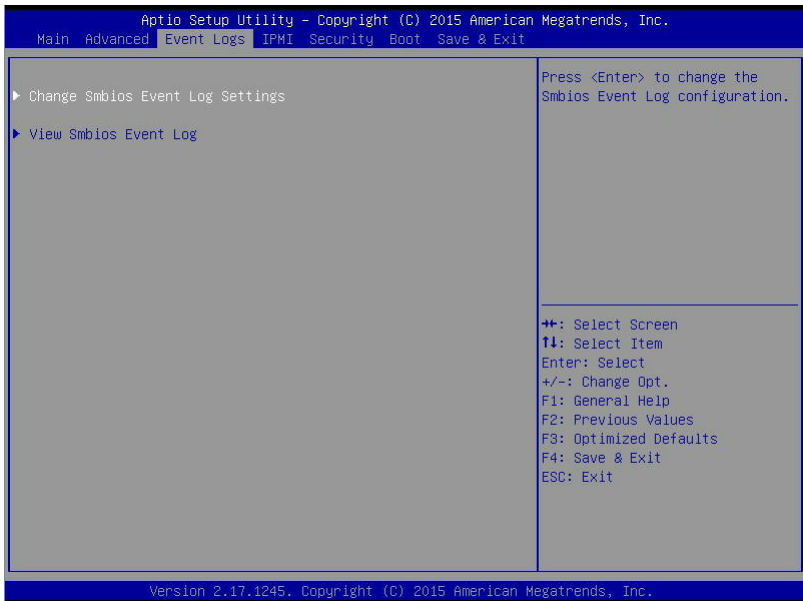 Aptio Setup Utility – Copyright (C) 2015 American Megatrends, Inc.
Main Advanced Event Logs IPMI Security Boot Save & Exit
▶ Change Smbios Event Log Settings
▶ View Smbios Event Log
Press <Enter> to change the
Smbios Event Log configuration.
→←: Select Screen
↑↓: Select Item
Enter: Select
+/-: Change Opt.
F1: General Help
F2: Previous Values
F3: Optimized Defaults
F4: Save & Exit
ESC: Exit
Version 2.17.1245. Copyright (C) 2015 American Megatrends, Inc.